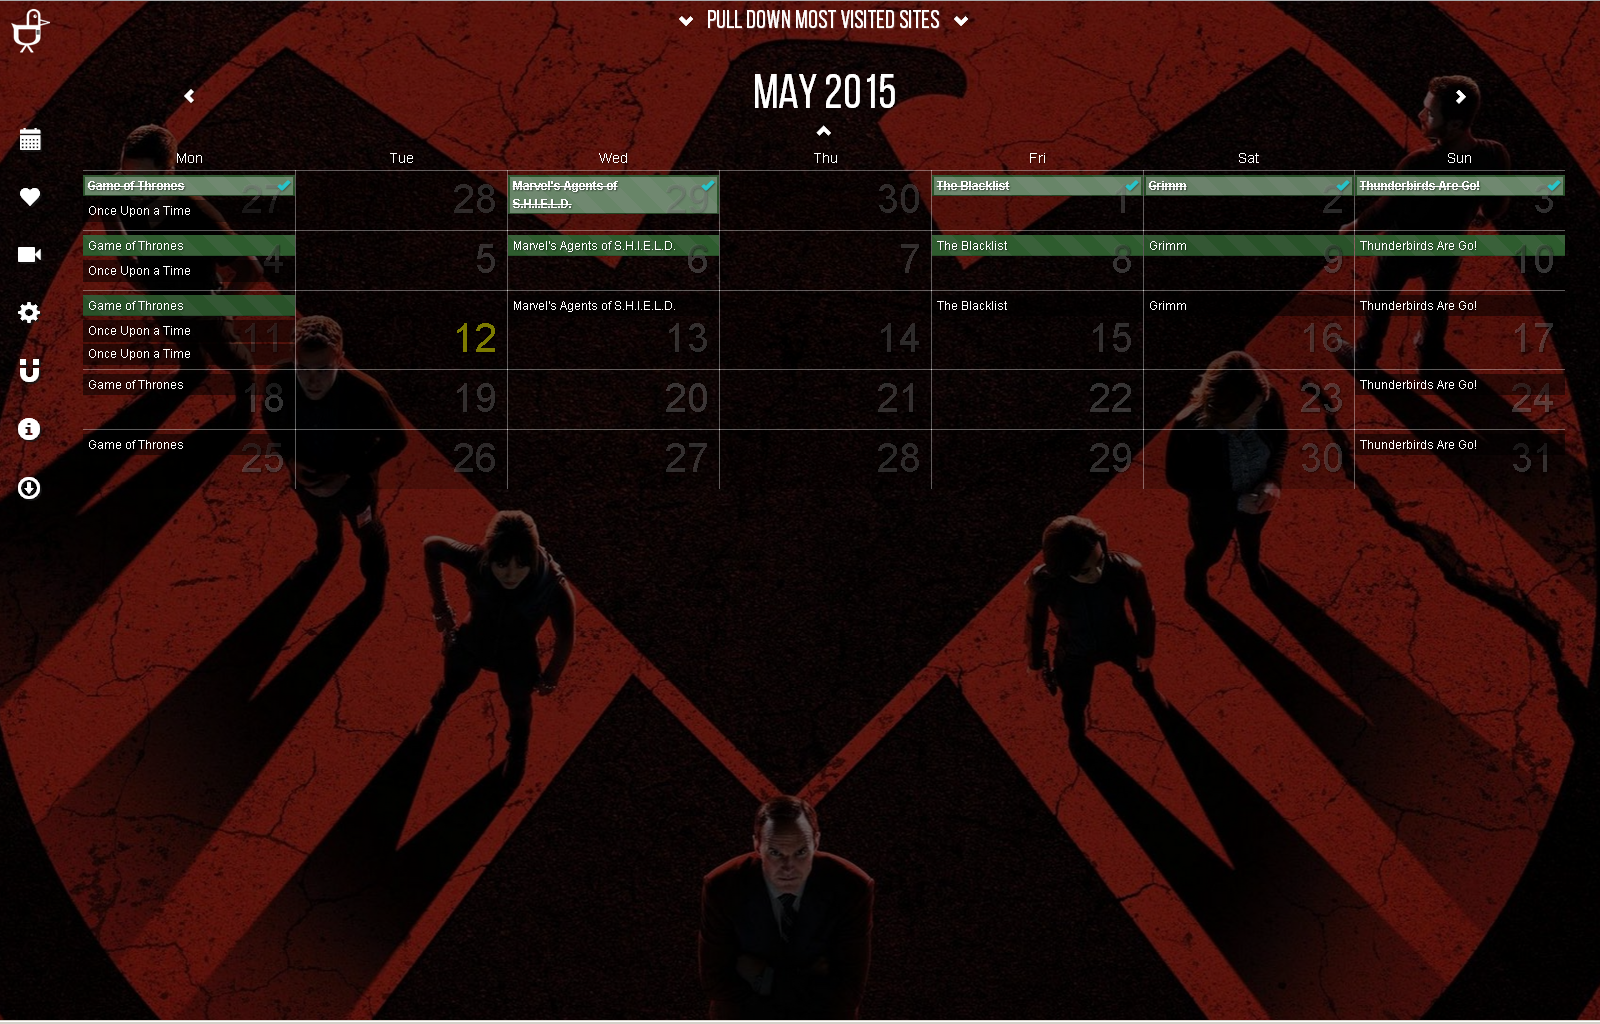 PULL DOWN MOST VISITED SITES
MAY 2015
Mon Tue Wed Thu Fri Sat Sun
Game of Thrones
Once Upon a Time
27
28
Marvel's Agents of
S.H.I.E.L.D.
29
30
The Blacklist
1
Grimm
2
Thunderbirds Are Go!
3
Game of Thrones
Once Upon a Time
4
5
Marvel's Agents of S.H.I.E.L.D.
6
7
The Blacklist
8
Grimm
9
Thunderbirds Are Go!
10
Game of Thrones
Once Upon a Time
Once Upon a Time
11
12
Marvel's Agents of S.H.I.E.L.D.
13
14
The Blacklist
15
Grimm
16
Thunderbirds Are Go!
17
Game of Thrones
18
19
20
21
22
23
Thunderbirds Are Go!
24
Game of Thrones
25
26
27
28
29
30
Thunderbirds Are Go!
31